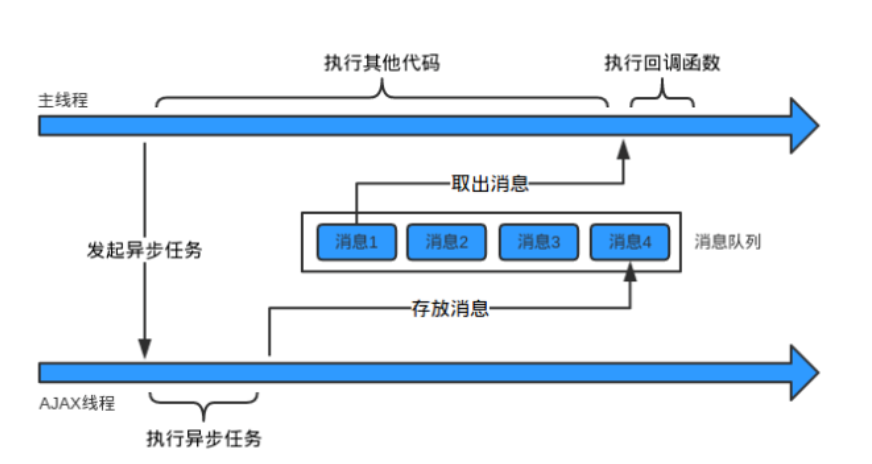 执行其他代码
执行回调函数
主线程
取出消息
消息1
消息2
消息3
消息4
消息队列
发起异步任务
存放消息
AJAX线程
执行异步任务